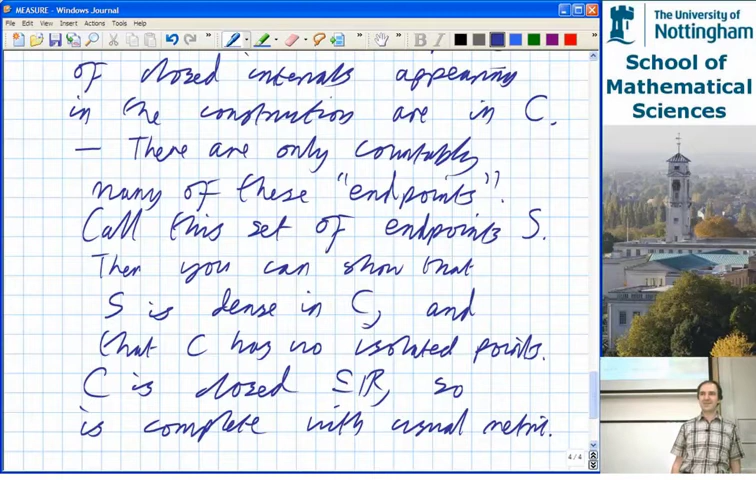 MEASURE - Windows Journal
File Edit View Insert Actions Tools Help
B I
of closed intervals appearing
in the construction are in C.
— There are only countably
many of these "endpoints".
Call this set of endpoints S.
Then you can show that
S is dense in C, and
that C has no isolated points.
C is closed ⊆ ℝ, so
is complete with usual metric.
4/4
The University of
Nottingham
School of
Mathematical
Sciences